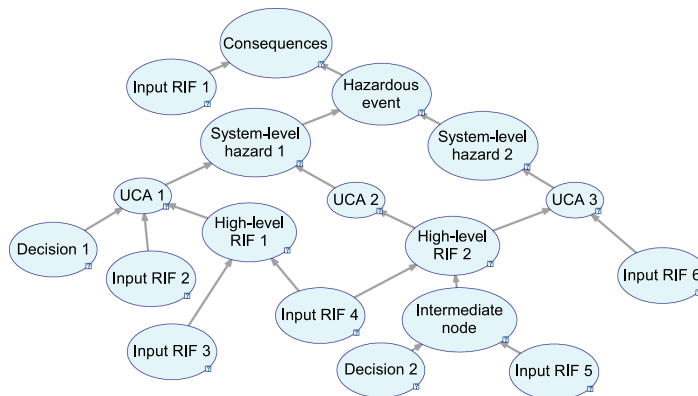 Consequences
Input RIF 1
Hazardous
event
System-level
hazard 1
System-level
hazard 2
UCA 1
UCA 2
UCA 3
Decision 1
High-level
RIF 1
High-level
RIF 2
Input RIF 2
Input RIF 6
Input RIF 4
Intermediate
node
Input RIF 3
Decision 2
Input RIF 5